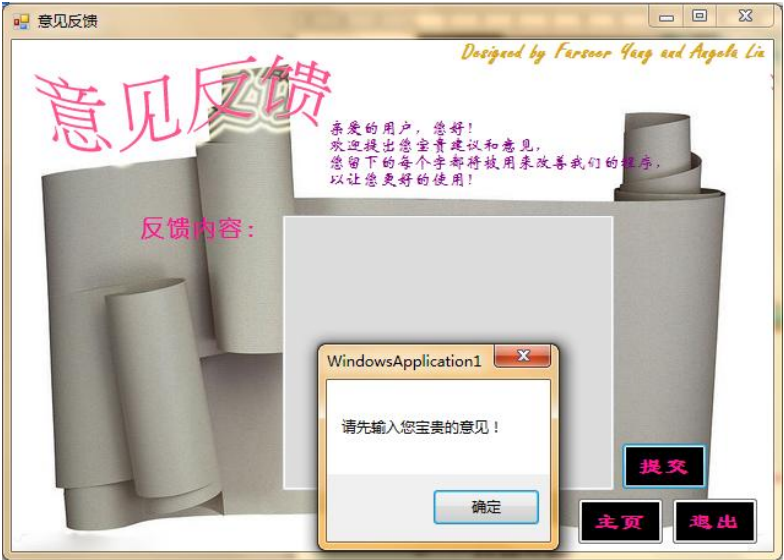 意见反馈
Designed by Farseer Yang and Angela Lin
意见反馈
亲爱的用户，您好！
欢迎提出您宝贵建议和意见，
您留下的每个字都将被用来改善我们的程序，
以让您更好的使用！
反馈内容：
WindowsApplication1
请先输入您宝贵的意见！
确定
提交
主页
退出